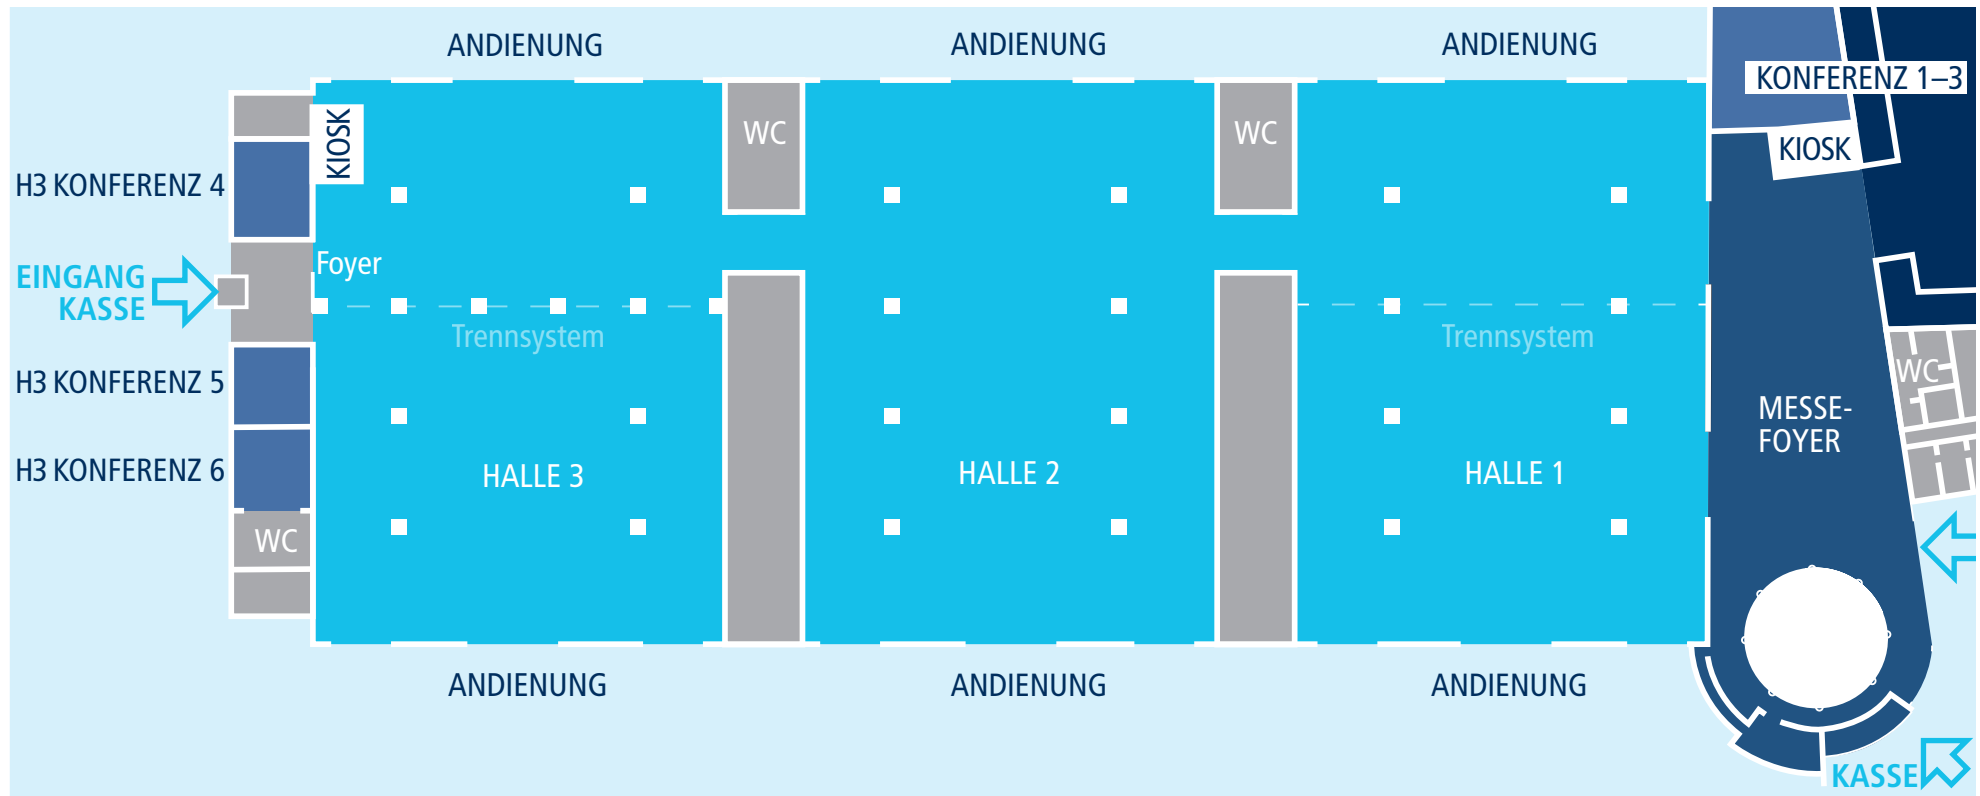 ANDIENUNG
ANDIENUNG
ANDIENUNG
KONFERENZ 1–3
KIOSK
WC
WC
KIOSK
H3 KONFERENZ 4
Foyer
EINGANG
KASSE
Trennsystem
Trennsystem
H3 KONFERENZ 5
WC
MESSE-
FOYER
H3 KONFERENZ 6
HALLE 3
HALLE 2
HALLE 1
WC
ANDIENUNG
ANDIENUNG
ANDIENUNG
KASSE